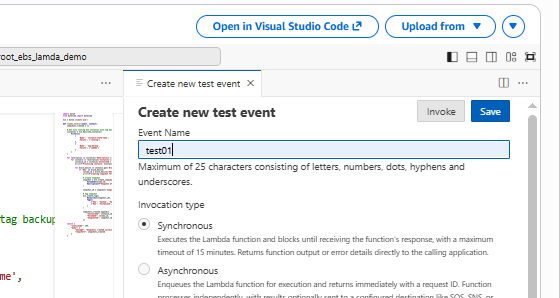 Open in Visual Studio Code
Upload from
root_ebs_lamda_demo
Create new test event
Create new test event
Invoke
Save
Event Name
test01
Maximum of 25 characters consisting of letters, numbers, dots, hyphens and
underscores.
tag backup
Invocation type
Synchronous
Executes the Lambda function and blocks until receiving the function's response, with a maximum
timeout of 15 minutes. Returns function output or error details directly to the calling application.
me',
Asynchronous
Enqueues the Lambda function for execution and returns immediately with a request ID. Function
processes independently, with results optionally sent to a configured destination like SQS, SNS, or